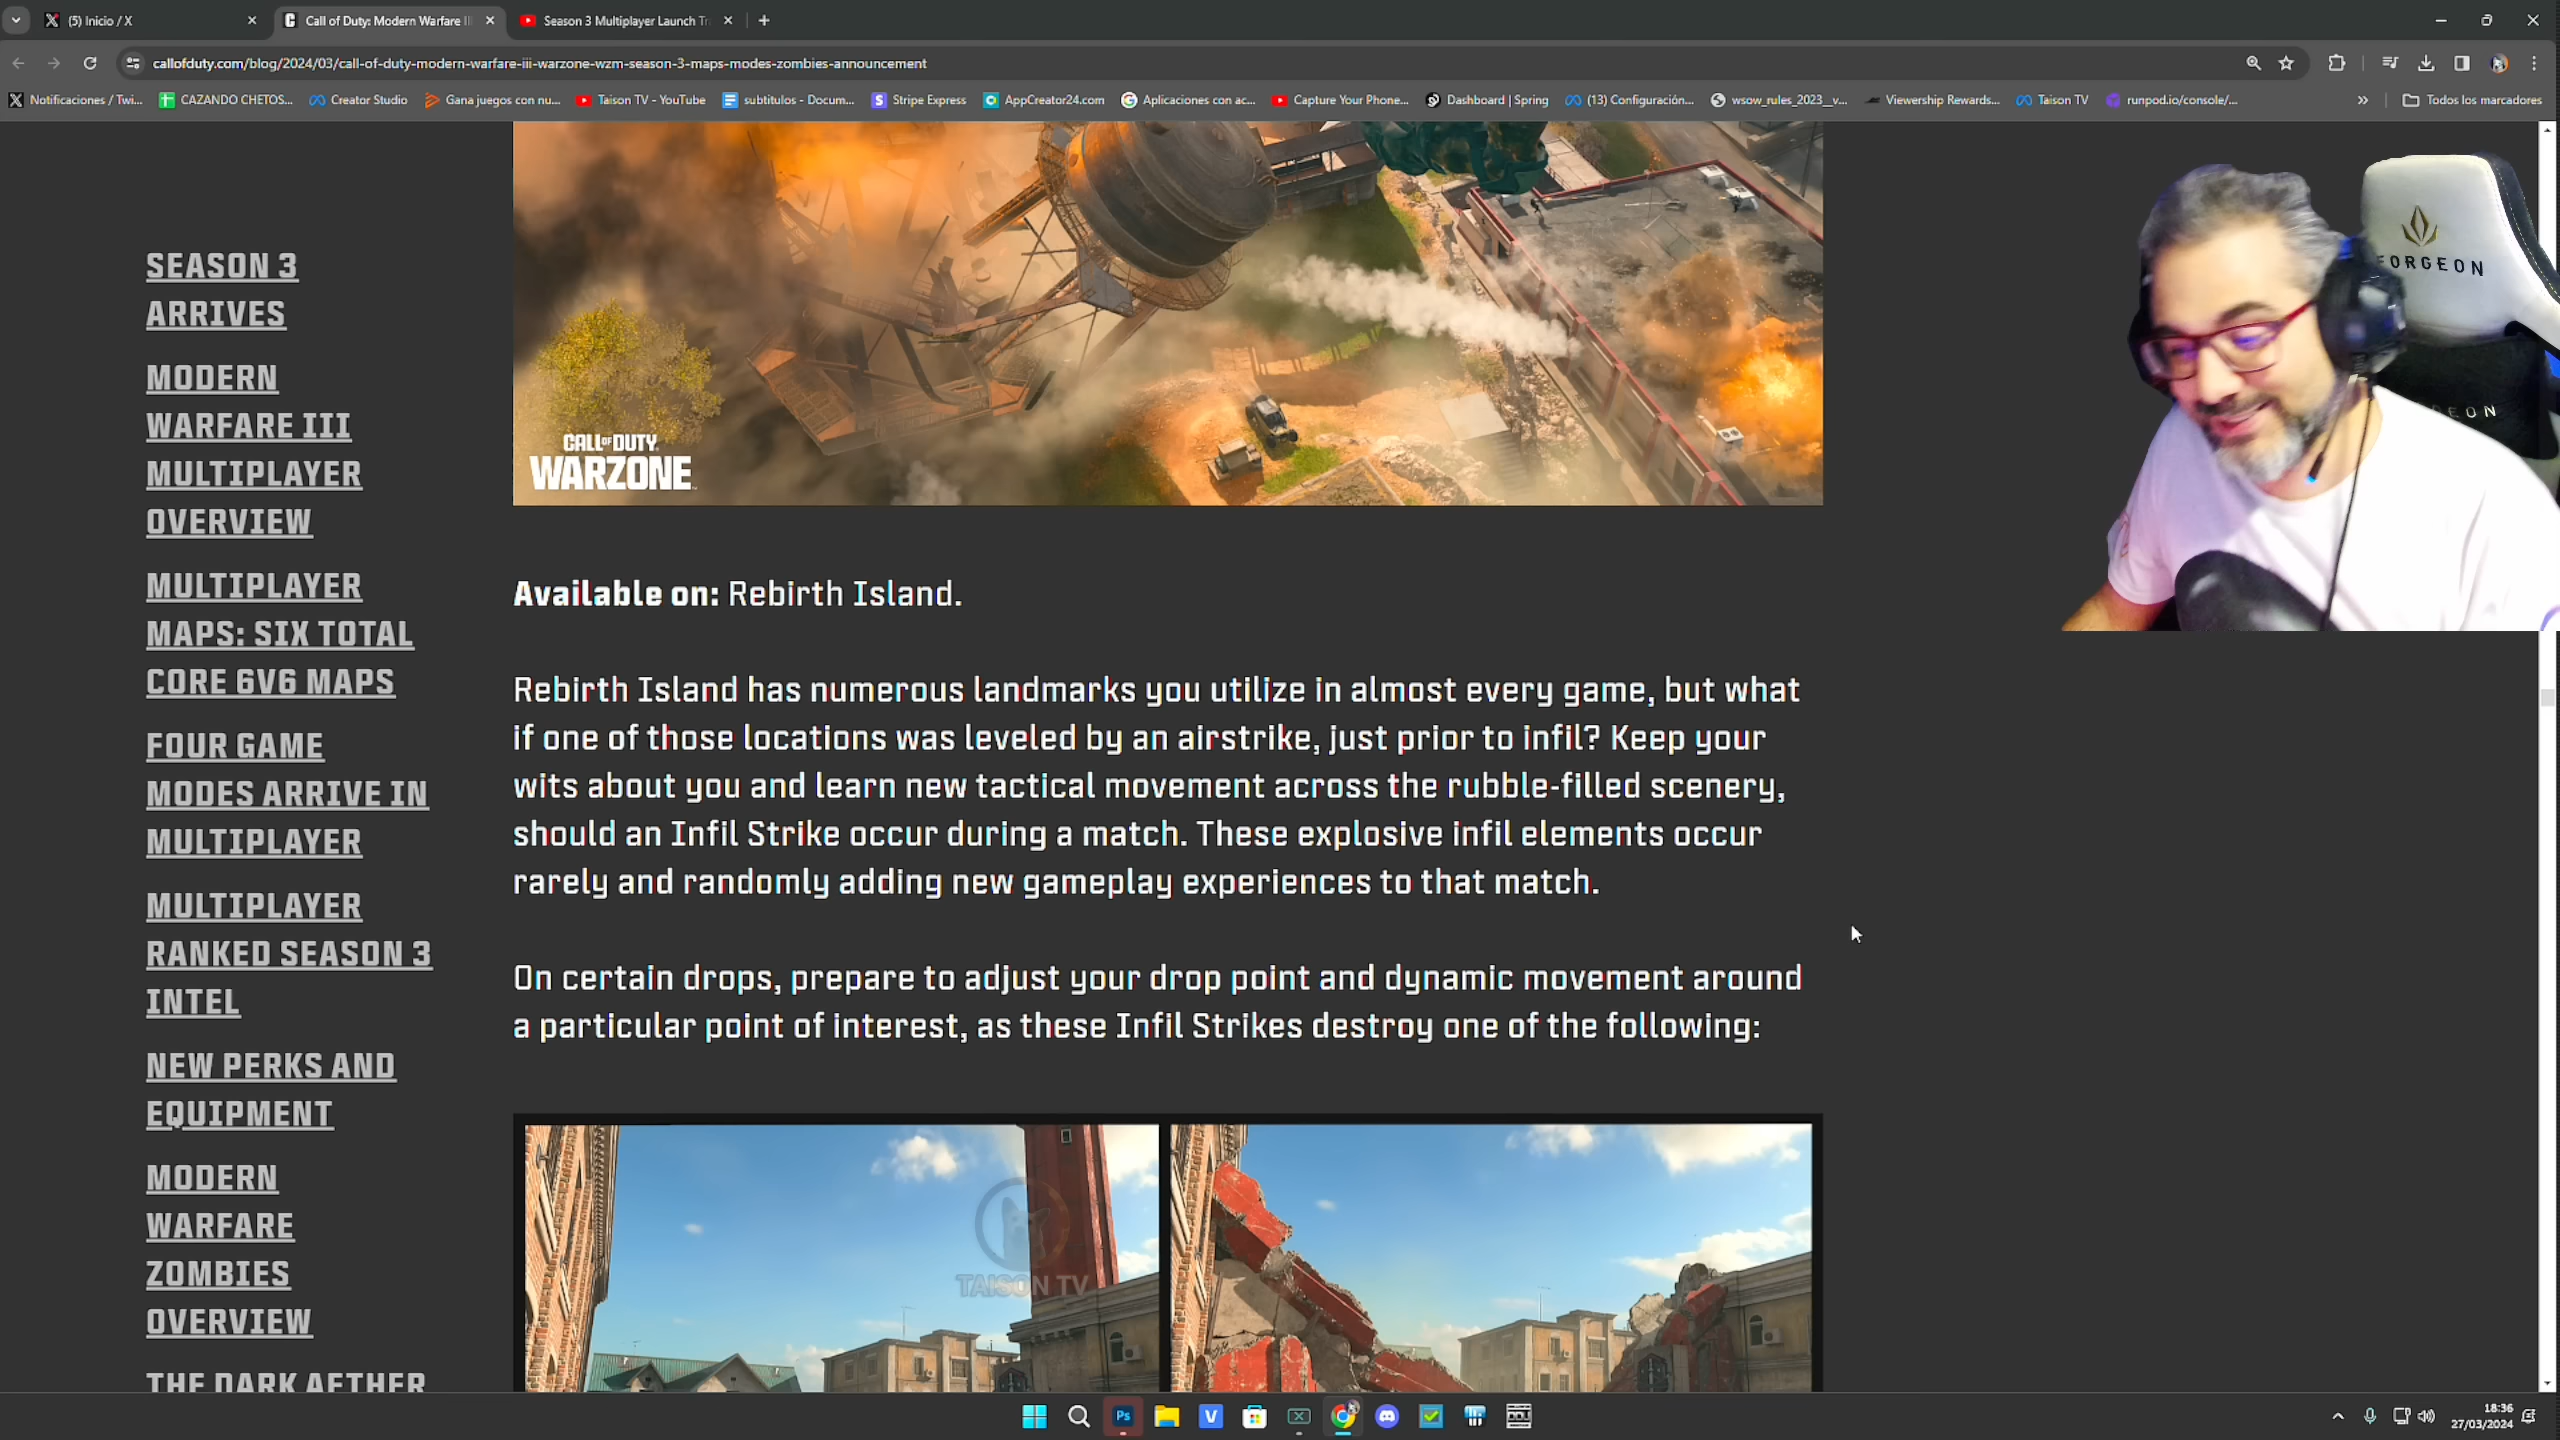 (5) Inicio / X
Call of Duty: Modern Warfare II
Season 3 Multiplayer Launch Tr
callofduty.com/blog/2024/03/call-of-duty-modern-warfare-iii-warzone-wzm-season-3-maps-modes-zombies-announcement
Notificaciones / Twi...
CAZANDO CHETOS...
Creator Studio
Gana juegos con nu...
Taison TV - YouTube
subtitulos - Docum...
Stripe Express
AppCreator24.com
Aplicaciones con ac...
Capture Your Phone...
Dashboard | Spring
(13) Configuración...
wsow_rules_2023__v...
Viewership Rewards...
Taison TV
runpod.io/console/...
»
Todos los marcadores
SEASON 3
ARRIVES
MODERN
WARFARE III
MULTIPLAYER
OVERVIEW
MULTIPLAYER
MAPS: SIX TOTAL
CORE 6V6 MAPS
FOUR GAME
MODES ARRIVE IN
MULTIPLAYER
MULTIPLAYER
RANKED SEASON 3
INTEL
NEW PERKS AND
EQUIPMENT
MODERN
WARFARE
ZOMBIES
OVERVIEW
THE DARK AETHER
CALL OF DUTY
WARZONE
Available on: Rebirth Island.
Rebirth Island has numerous landmarks you utilize in almost every game, but what
if one of those locations was leveled by an airstrike, just prior to infil? Keep your
wits about you and learn new tactical movement across the rubble-filled scenery,
should an Infil Strike occur during a match. These explosive infil elements occur
rarely and randomly adding new gameplay experiences to that match.
On certain drops, prepare to adjust your drop point and dynamic movement around
a particular point of interest, as these Infil Strikes destroy one of the following:
TAISON TV
Ps
V
18:36
27/03/2024